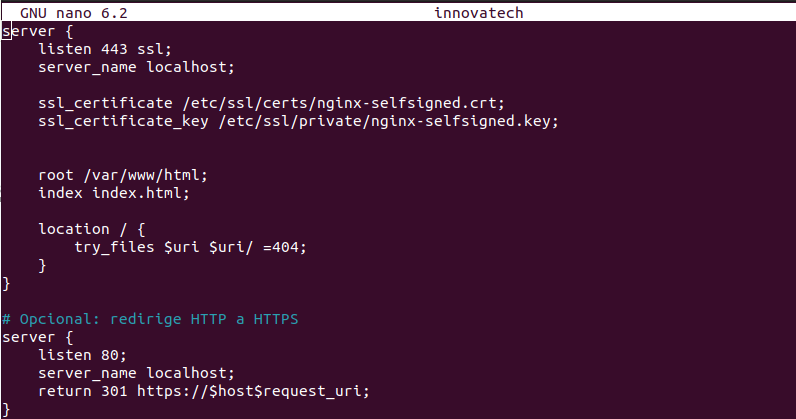 GNU nano 6.2 innovatech
server {
listen 443 ssl;
server_name localhost;
ssl_certificate /etc/ssl/certs/nginx-selfsigned.crt;
ssl_certificate_key /etc/ssl/private/nginx-selfsigned.key;
root /var/www/html;
index index.html;
location / {
try_files $uri $uri/ =404;
}
}
# Opcional: redirige HTTP a HTTPS
server {
listen 80;
server_name localhost;
return 301 https://$host$request_uri;
}